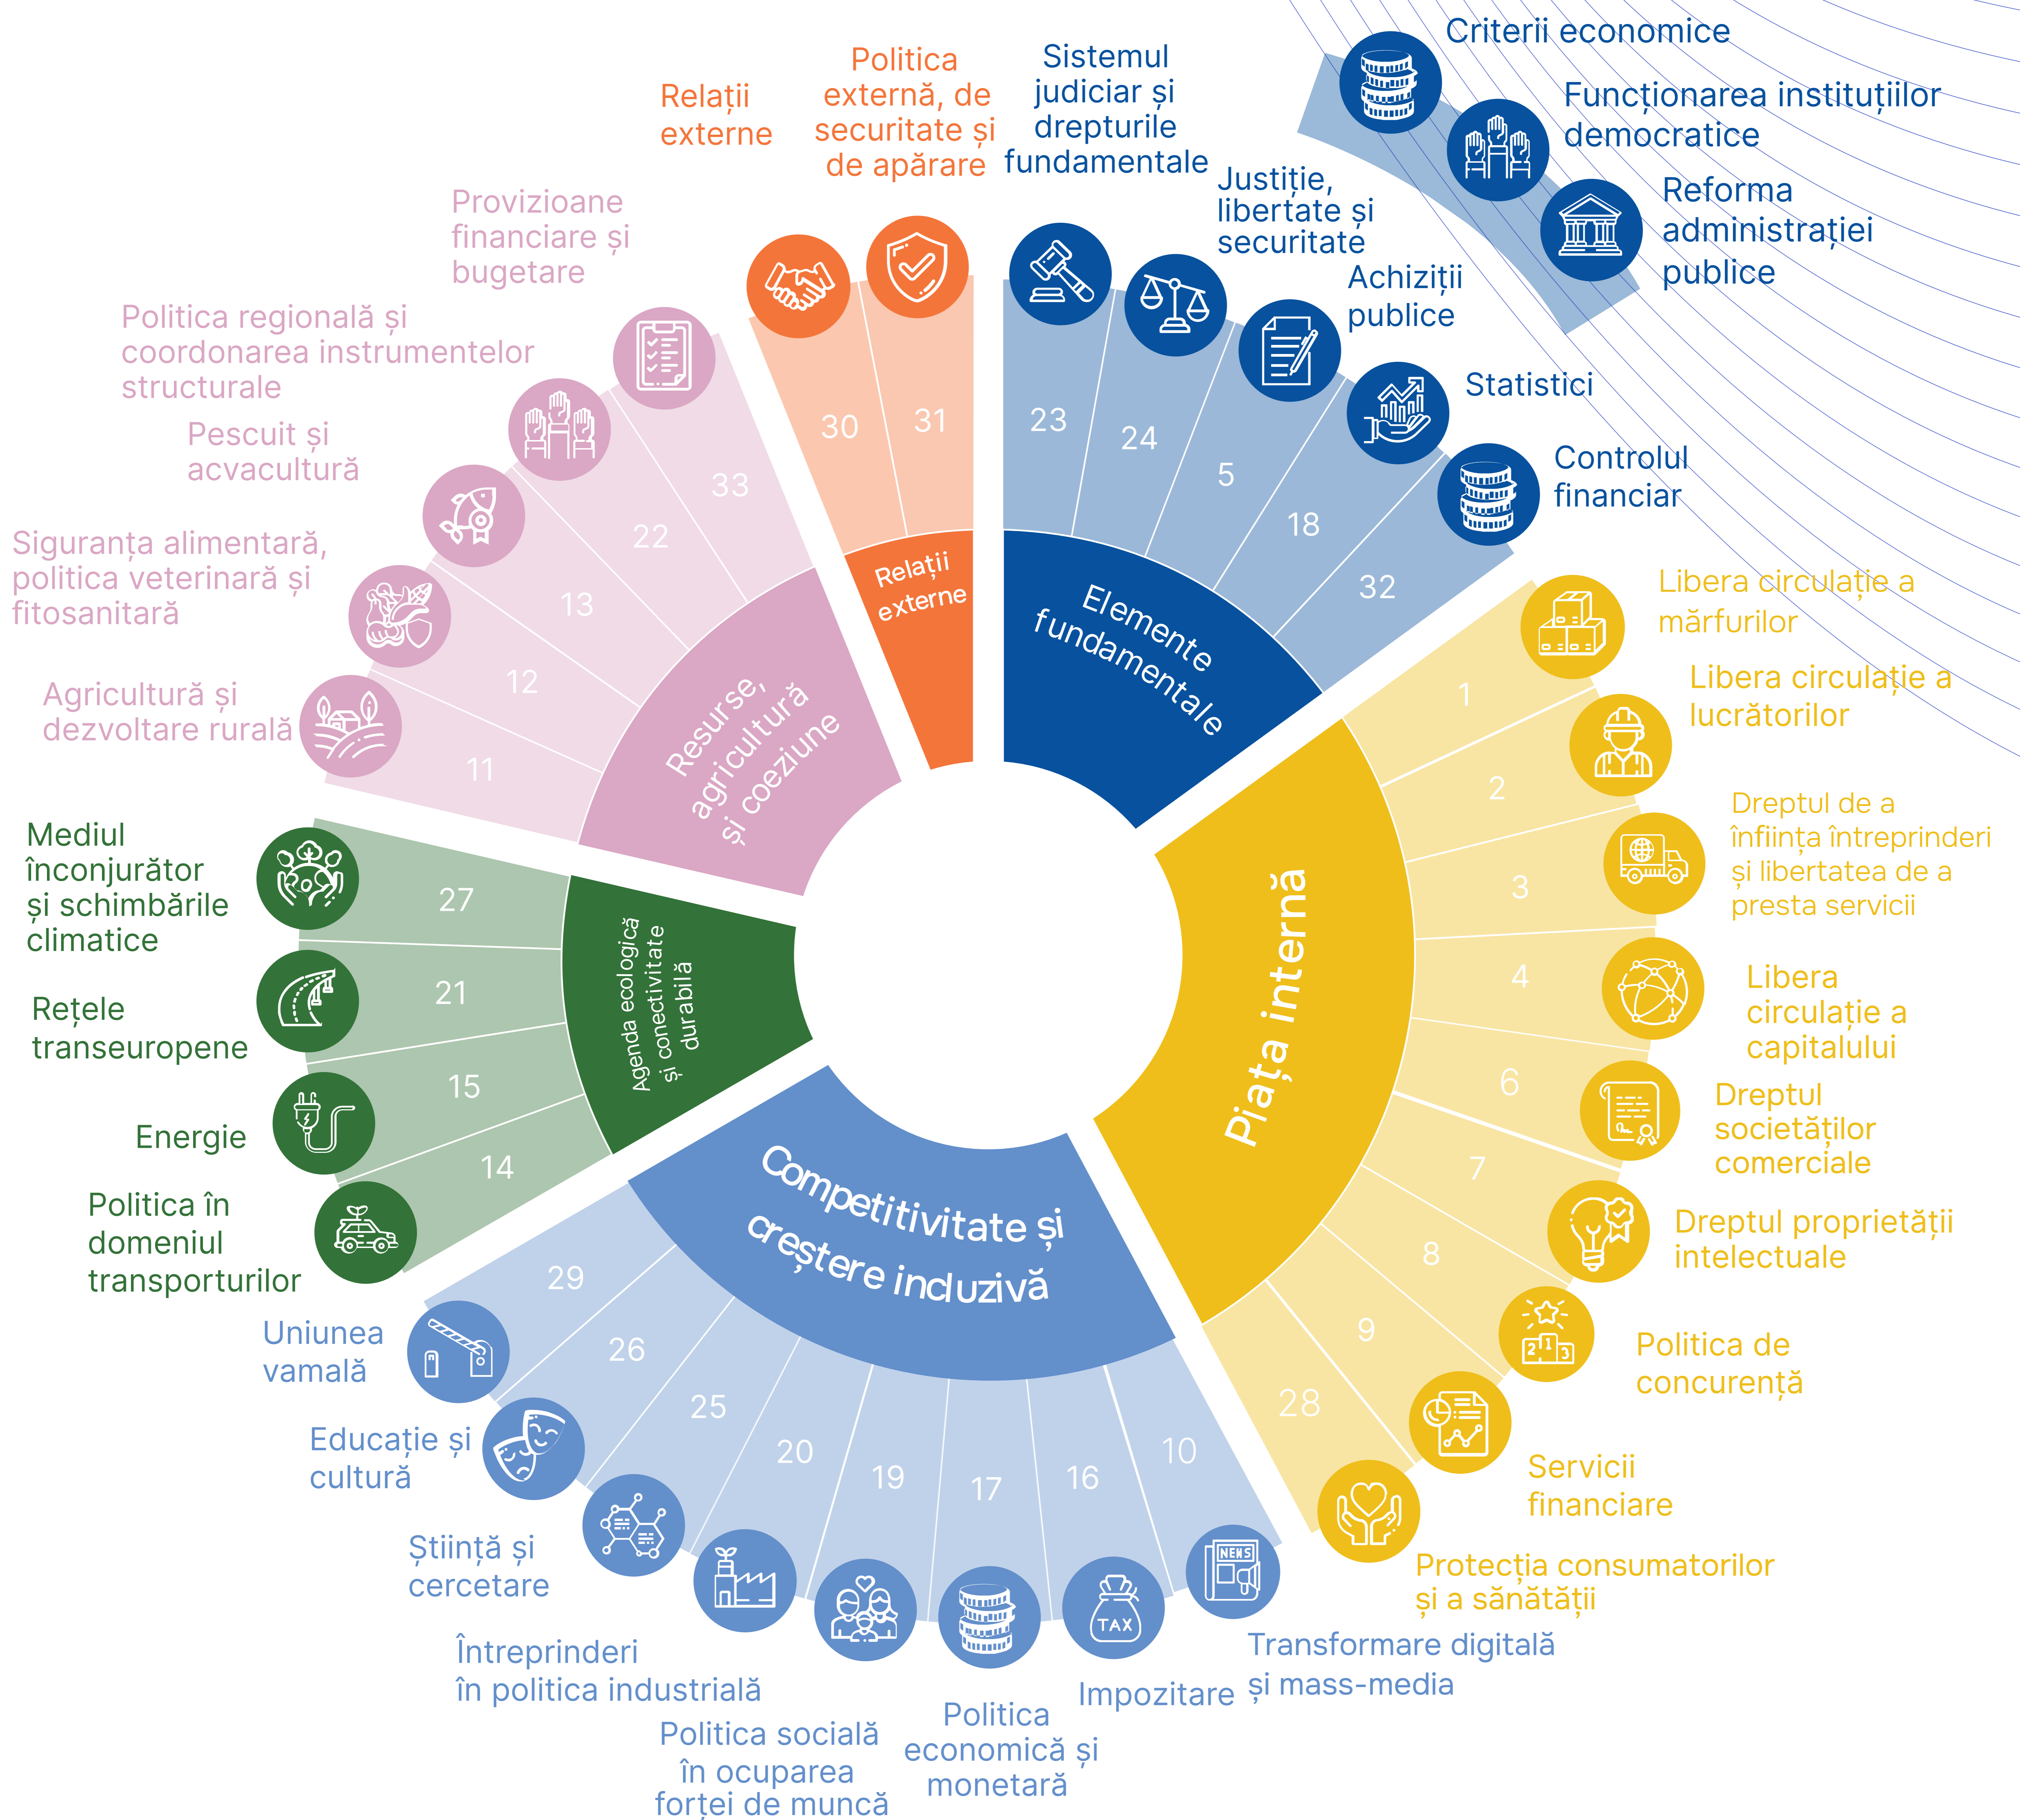 Criterii economice
Funcționarea instituțiilor
democratice
Reforma
administrației
publice
Sistemul
judiciar și
drepturile
fundamentale
Justiție,
libertate și
securitate
Achiziții
publice
Statistici
Controlul
financiar
23
24
5
18
32
Elemente
fundamentale
Libera circulație a
mărfurilor
Libera circulație a
lucrătorilor
Dreptul de a
înființa întreprinderi
și libertatea de a
presta servicii
Libera
circulație a
capitalului
Dreptul
societăților
comerciale
Dreptul proprietății
intelectuale
Politica de
concurență
Servicii
financiare
Protecția consumatorilor
și a sănătății
1
2
3
4
6
7
8
9
28
Piața internă
2 1 3
Transformare digitală
și mass-media
Impozitare
Politica
economică și
monetară
Politica socială
în ocuparea
forței de muncă
Întreprinderi
în politica industrială
Știință și
cercetare
Educație și
cultură
Uniunea
vamală
10
16
17
19
20
25
26
29
NEWS
TAX
Competitivitate și
creștere incluzivă
Politica în
domeniul
transporturilor
Energie
Rețele
transeuropene
Mediul
înconjurător
și schimbările
climatice
14
15
21
27
Agenda ecologică
și conectivitate
durabilă
Agricultură și
dezvoltare rurală
Siguranța alimentară,
politica veterinară și
fitosanitară
Pescuit și
acvacultură
Politica regională și
coordonarea instrumentelor
structurale
Provizioane
financiare și
bugetare
11
12
13
22
33
Resurse,
agricultură
și coeziune
Relații
externe
Politica
externă, de
securitate și
de apărare
30
31
Relații
externe